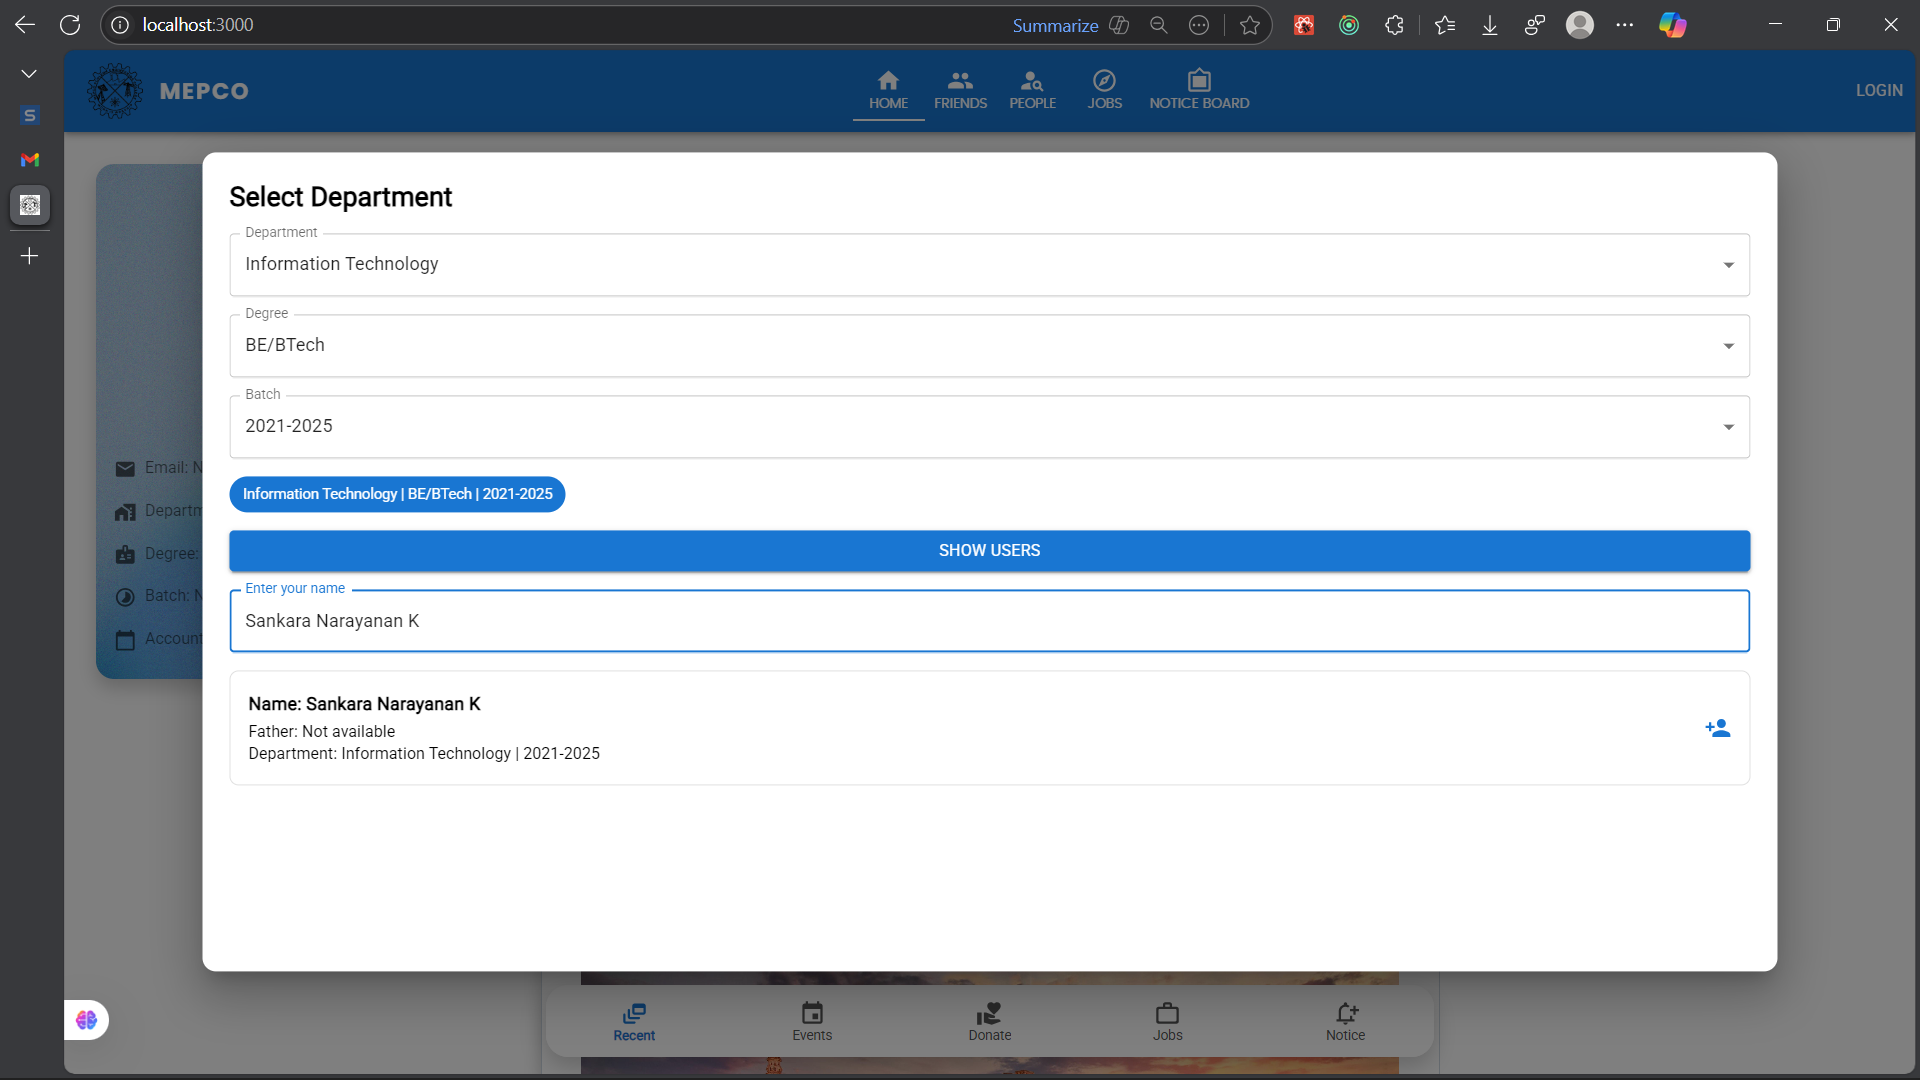 localhost:3000
Summarize
MEPCO
HOME
FRIENDS
PEOPLE
JOBS
NOTICE BOARD
LOGIN
S
Select Department
Department
Information Technology
Degree
BE/BTech
Batch
2021-2025
Information Technology | BE/BTech | 2021-2025
SHOW USERS
Enter your name
Sankara Narayanan K
Name: Sankara Narayanan K
Father: Not available
Department: Information Technology | 2021-2025
Email: N
Departm
Degree:
Batch: N
Account
Recent
Events
Donate
Jobs
Notice